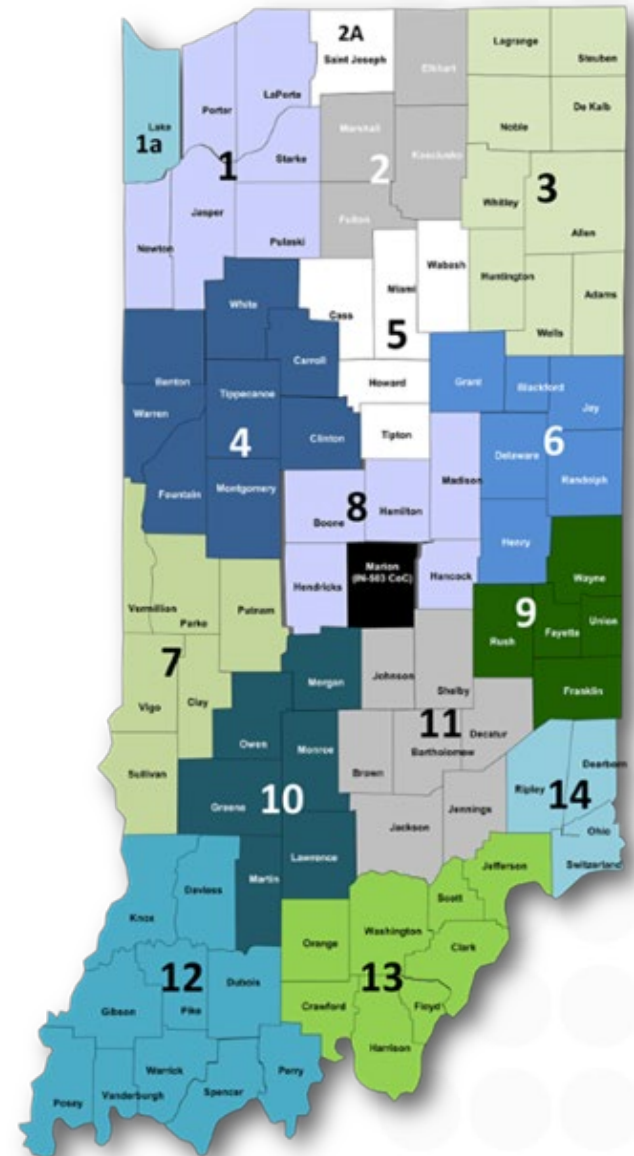 2A
Saint Joseph
Elkhart
Lagrange
Steuben
LaPorte
Porter
Lake
1a
1
Marshall
2
Kosciusko
Noble
De Kalb
Starke
Whitley
3
Allen
Newton
Jasper
Pulaski
Fulton
Miami
Wabash
Huntington
Wells
Adams
White
Cass
5
Carroll
Howard
Grant
Blackford
Jay
Benton
Warren
Tippecanoe
4
Clinton
Tipton
Madison
Delaware
6
Randolph
Fountain
Montgomery
Boone
8
Hamilton
Henry
Hendricks
Marion
(IN-503 CoC)
Hancock
Wayne
Vermillion
Parke
Putnam
9
Rush
Fayette
Union
7
Vigo
Clay
Morgan
Johnson
Shelby
Franklin
Sullivan
Owen
Monroe
Brown
11
Bartholomew
Decatur
Ripley
Dearborn
14
Greene
10
Lawrence
Jackson
Jennings
Ohio
Switzerland
Knox
Daviess
Martin
Jefferson
Orange
Washington
Scott
Clark
12
Gibson
Pike
Dubois
Crawford
13
Floyd
Harrison
Posey
Vanderburgh
Warrick
Spencer
Perry